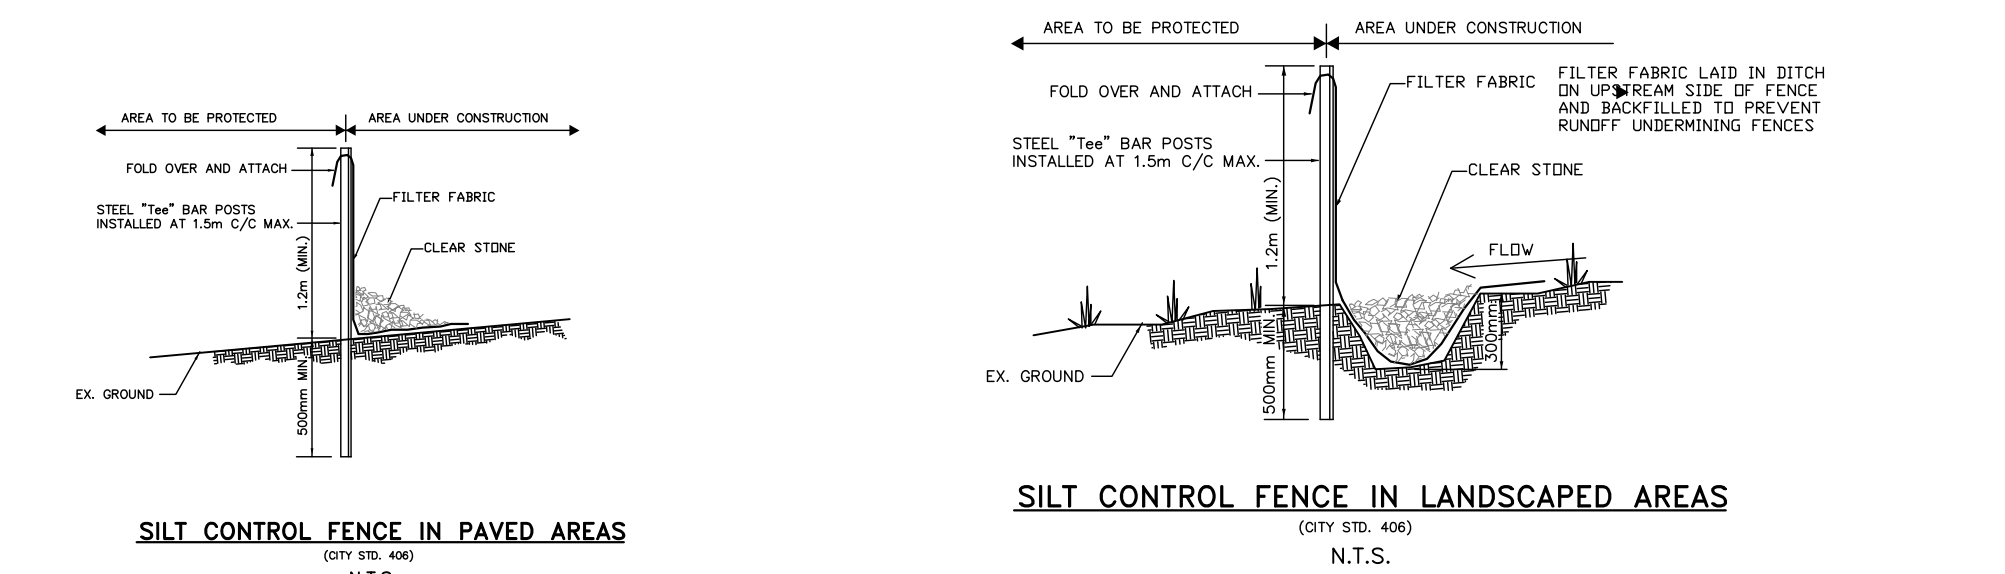 AREA TO BE PROTECTED
AREA UNDER CONSTRUCTION
FOLD OVER AND ATTACH
FILTER FABRIC
STEEL "Tee" BAR POSTS
INSTALLED AT 1.5m C/C MAX.
CLEAR STONE
1.2m (MIN.)
500mm MIN.
EX. GROUND
SILT CONTROL FENCE IN PAVED AREAS
(CITY STD. 406)
N.T.S.
AREA TO BE PROTECTED
AREA UNDER CONSTRUCTION
FILTER FABRIC
FILTER FABRIC LAID IN DITCH
ON UPSTREAM SIDE OF FENCE
AND BACKFILLED TO PREVENT
RUNOFF UNDERMINING FENCES
FOLD OVER AND ATTACH
STEEL "Tee" BAR POSTS
INSTALLED AT 1.5m C/C MAX.
CLEAR STONE
1.2m (MIN.)
FLOW
300mm
500mm MIN.
EX. GROUND
SILT CONTROL FENCE IN LANDSCAPED AREAS
(CITY STD. 406)
N.T.S.